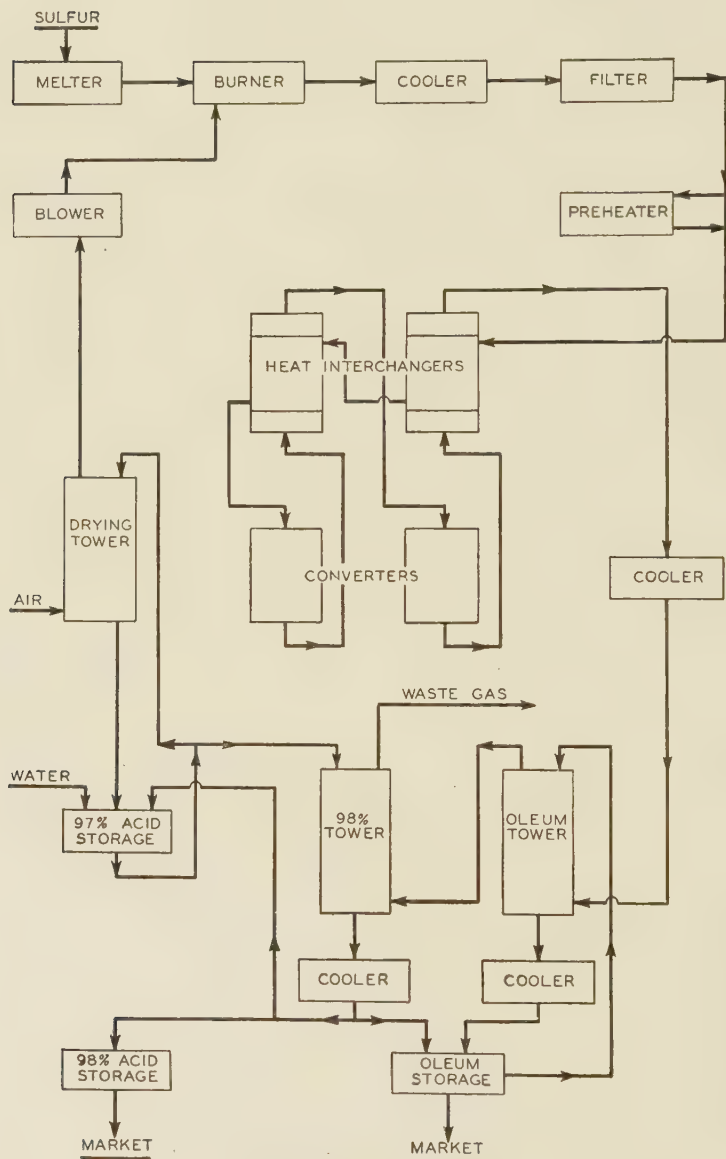 SULFUR
MELTER
BURNER
COOLER
FILTER
BLOWER
PREHEATER
HEAT INTERCHANGERS
DRYING
TOWER
CONVERTERS
COOLER
AIR
WASTE GAS
WATER
97% ACID
STORAGE
98%
TOWER
OLEUM
TOWER
COOLER
COOLER
98% ACID
STORAGE
OLEUM
STORAGE
MARKET
MARKET